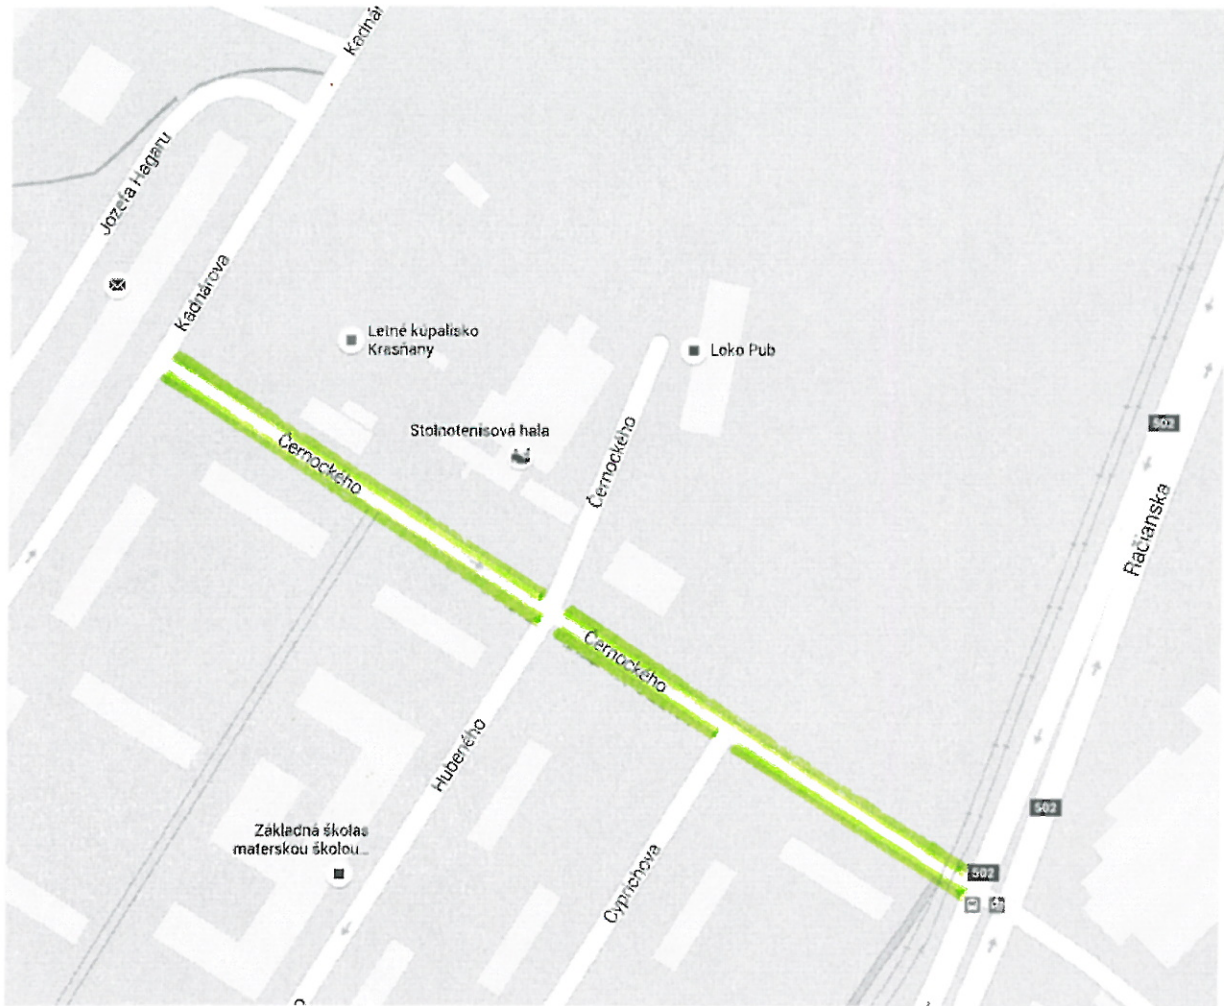 Kadnár
Jozefa Hagaru
Kadnárova
Letné kúpalisko
Krasňany
Loko Pub
Stolnotenisová hala
Černockého
Černockého
502
Račianska
Černockého
Hubeného
502
Základná školas
materskou školou...
Cyprichova
502